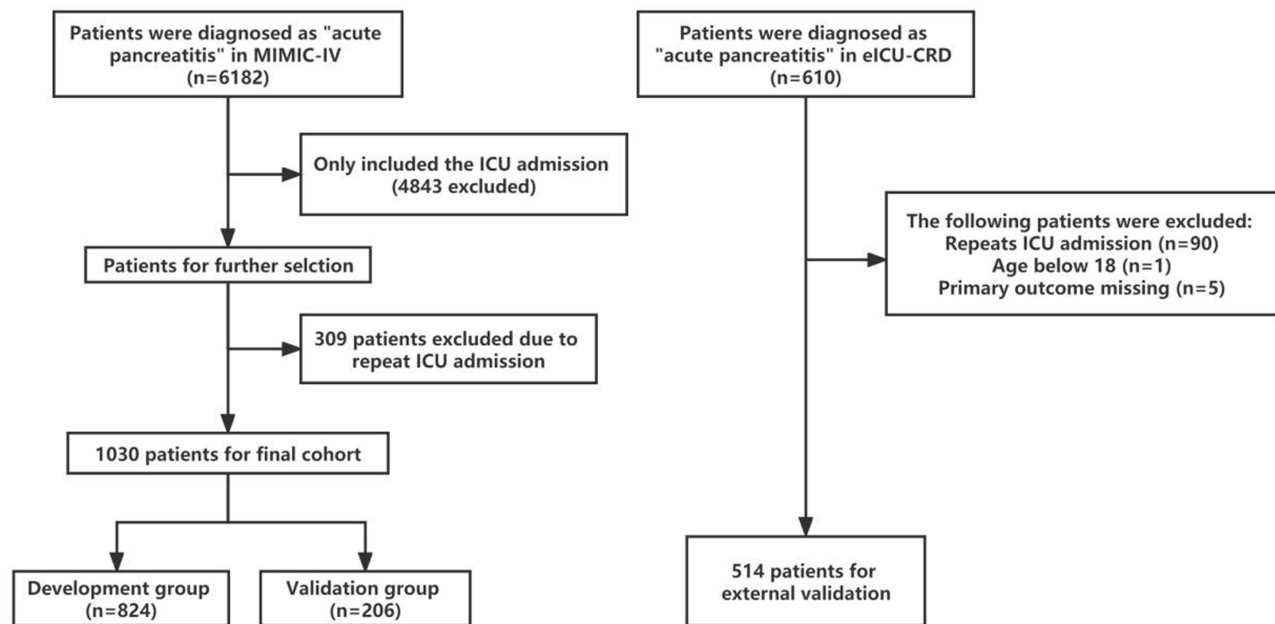 Patients were diagnosed as "acute
pancreatitis" in MIMIC-IV
(n=6182)
Only included the ICU admission
(4843 excluded)
Patients for further selction
309 patients excluded due to
repeat ICU admission
1030 patients for final cohort
Development group
(n=824)
Validation group
(n=206)
Patients were diagnosed as
"acute pancreatitis" in eICU-CRD
(n=610)
The following patients were excluded:
Repeats ICU admission (n=90)
Age below 18 (n=1)
Primary outcome missing (n=5)
514 patients for
external validation